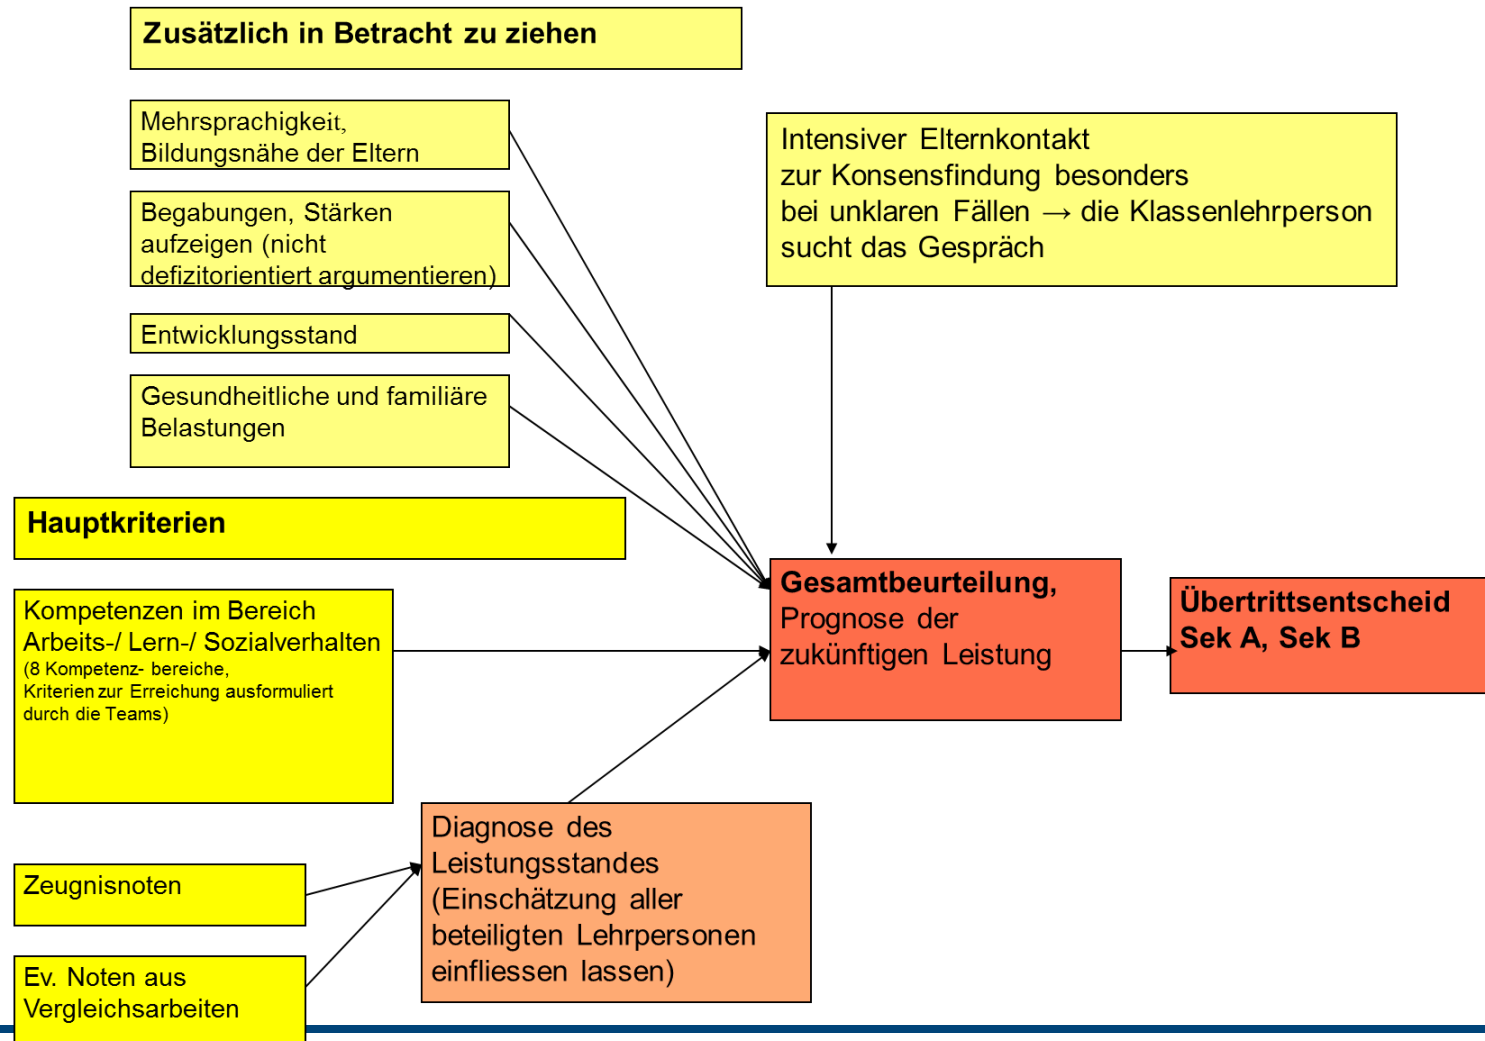 Zusätzlich in Betracht zu ziehen
Mehrsprachigkeit,
Bildungsnähe der Eltern
Begabungen, Stärken
aufzeigen (nicht
defizitorientiert argumentieren)
Entwicklungsstand
Gesundheitliche und familiäre
Belastungen
Intensiver Elternkontakt
zur Konsensfindung besonders
bei unklaren Fällen → die Klassenlehrperson
sucht das Gespräch
Hauptkriterien
Kompetenzen im Bereich
Arbeits-/ Lern-/ Sozialverhalten
(8 Kompetenz- bereiche,
Kriterien zur Erreichung ausformuliert
durch die Teams)
Zeugnisnoten
Ev. Noten aus
Vergleichsarbeiten
Diagnose des
Leistungsstandes
(Einschätzung aller
beteiligten Lehrpersonen
einfliessen lassen)
Gesamtbeurteilung,
Prognose der
zukünftigen Leistung
Übertrittsentscheid
Sek A, Sek B